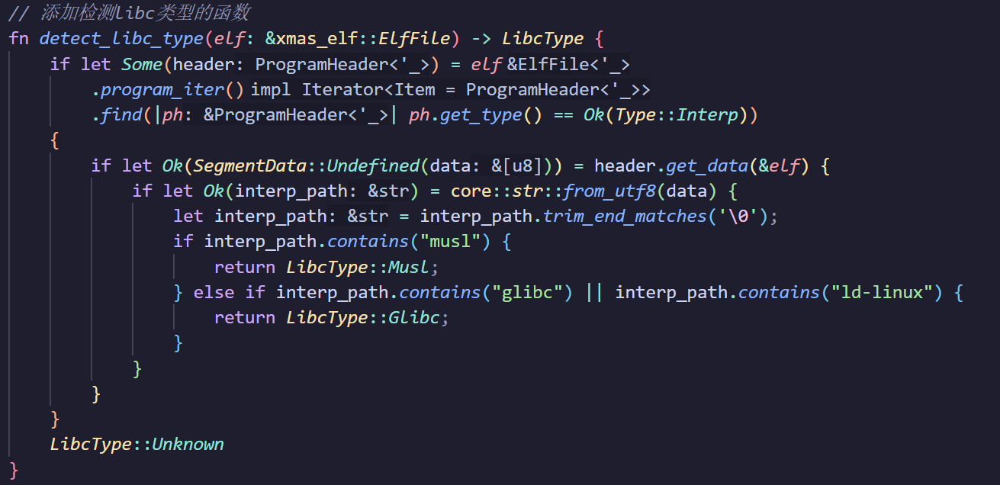 // 添加检测libc类型的函数
fn detect_libc_type(elf: &xmas_elf::ElfFile) -> LibcType {
    if let Some(header: ProgramHeader<'_>) = elf &ElfFile<'_>
        .program_iter() impl Iterator<Item = ProgramHeader<'_>>
        .find(|ph: &ProgramHeader<'_>| ph.get_type() == Ok(Type::Interp))
    {
        if let Ok(SegmentData::Undefined(data: &[u8])) = header.get_data(&elf) {
            if let Ok(interp_path: &str) = core::str::from_utf8(data) {
                let interp_path: &str = interp_path.trim_end_matches('\0');
                if interp_path.contains("musl") {
                    return LibcType::Musl;
                } else if interp_path.contains("glibc") || interp_path.contains("ld-linux") {
                    return LibcType::Glibc;
                }
            }
        }
    }
    LibcType::Unknown
}